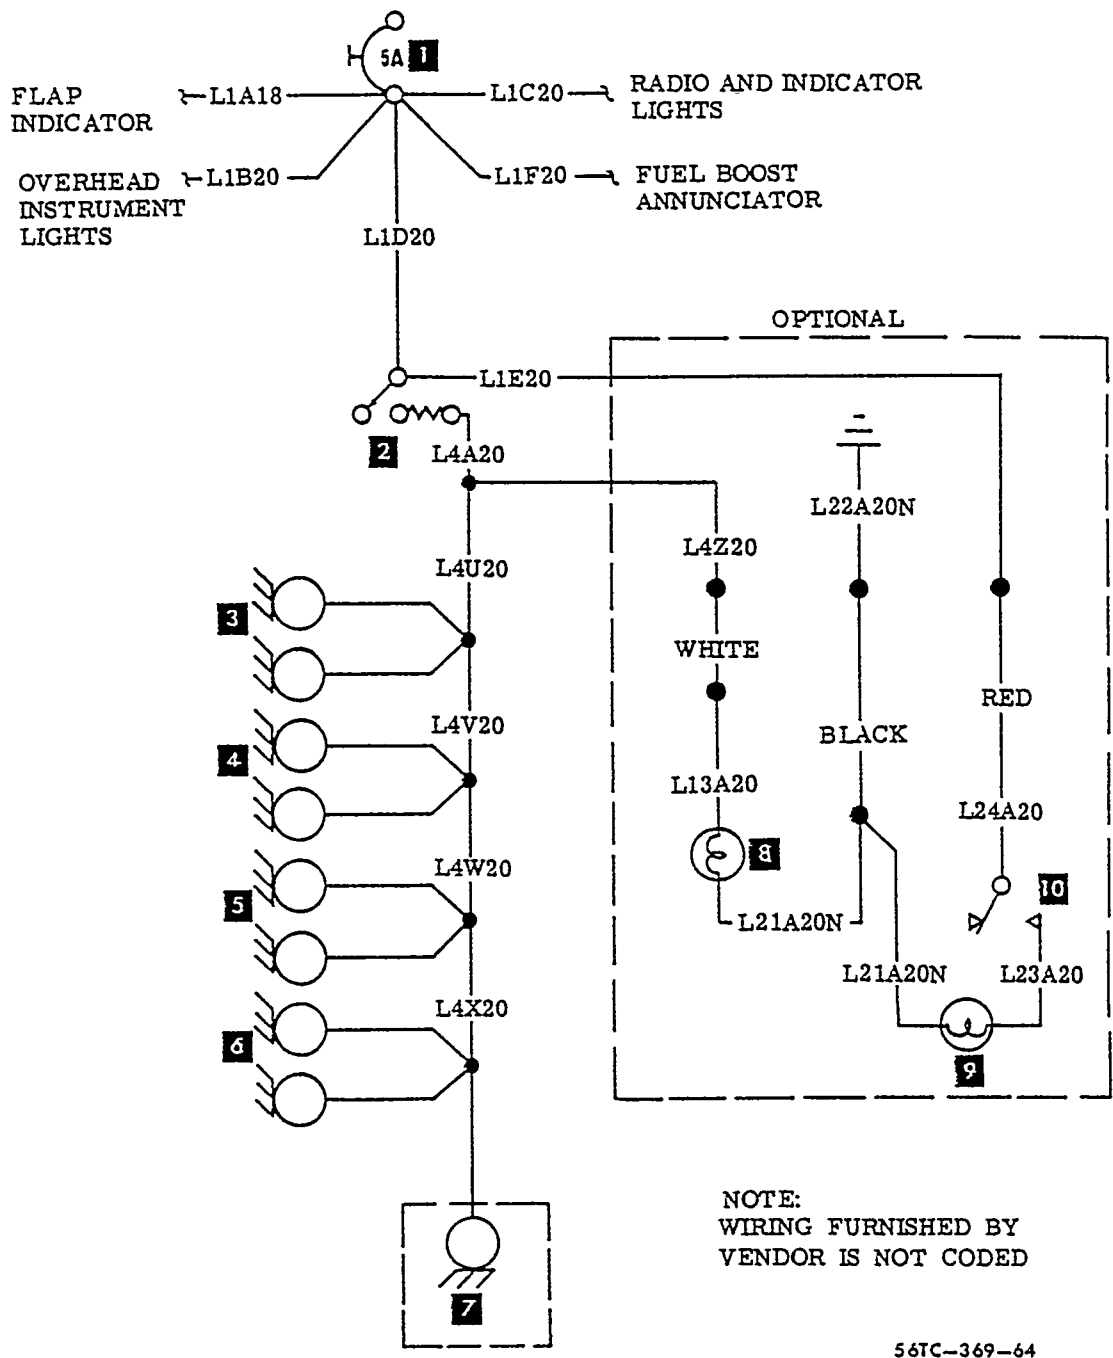 5A 1
FLAP
INDICATOR
L1A18
L1C20
RADIO AND INDICATOR
LIGHTS
OVERHEAD
INSTRUMENT
LIGHTS
L1B20
L1F20
FUEL BOOST
ANNUNCIATOR
L1D20
OPTIONAL
L1E20
2
L4A20
L22A20N
L4U20
L4Z20
3
WHITE
RED
L4V20
BLACK
4
L13A20
L24A20
8
L4W20
10
5
L21A20N
L21A20N
L23A20
L4X20
6
9
NOTE:
WIRING FURNISHED BY
VENDOR IS NOT CODED
7
56TC-369-64